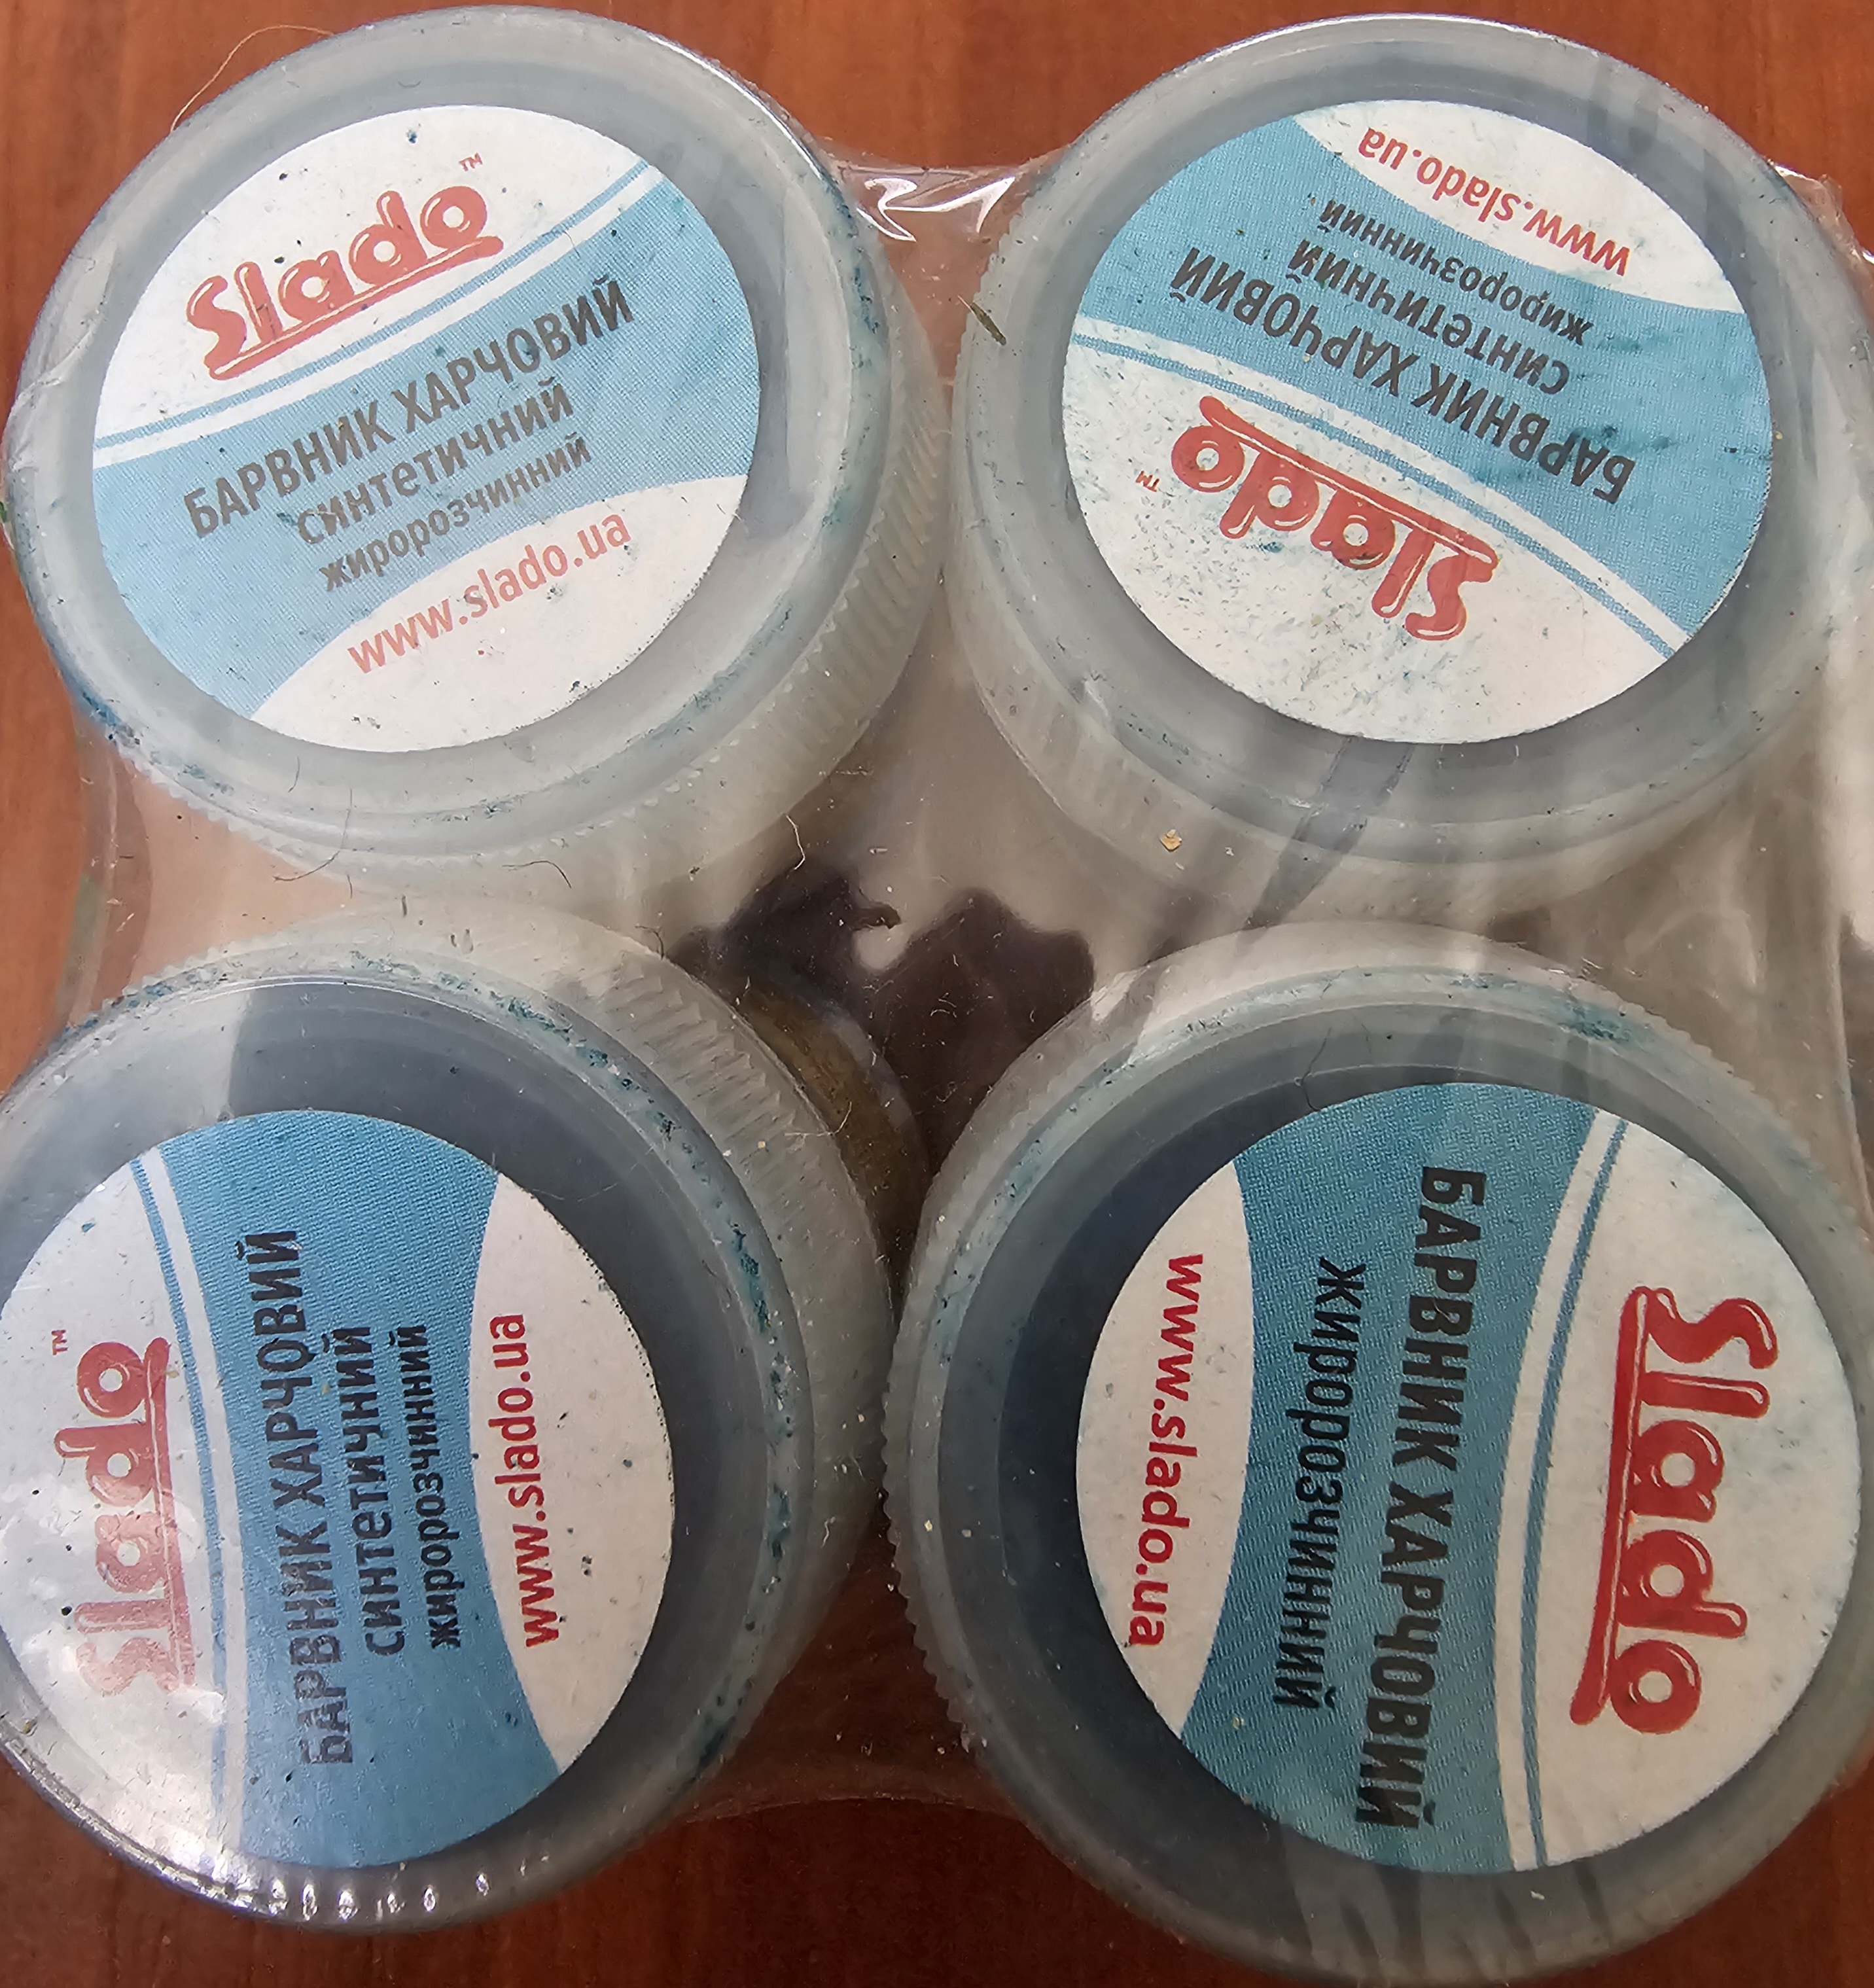 Slado™
БАРВНИК ХАРЧОВИЙ
синтетичний
жиророзчинний
www.slado.ua
Slado™
БАРВНИК ХАРЧОВИЙ
синтетичний
жиророзчинний
www.slado.ua
Slado™
БАРВНИК ХАРЧОВИЙ
синтетичний
жиророзчинний
www.slado.ua
Slado
БАРВНИК ХАРЧОВИЙ
жиророзчинний
www.slado.ua